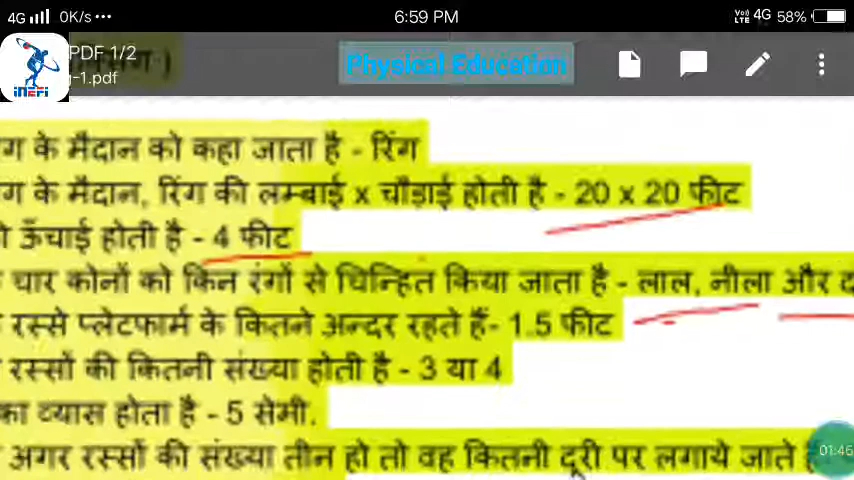 4G 0K/s ••• 6:59 PM VoLTE 4G 58%
PDF 1/2 Physical Education
iNEFi g-1.pdf
ग के मैदान को कहा जाता है - रिंग
ग के मैदान, रिंग की लम्बाई x चौड़ाई होती है - 20 x 20 फीट
ो ऊँचाई होती है - 4 फीट
चार कोनों को किन रंगों से चिन्हित किया जाता है - लाल, नीला और
रस्से प्लेटफार्म के कितने अन्दर रहते हैं- 1.5 फीट
रस्सों की कितनी संख्या होती है - 3 या 4
का व्यास होता है - 5 सेमी.
अगर रस्सों की संख्या तीन हो तो वह कितनी दूरी पर लगाये जाते
01:46